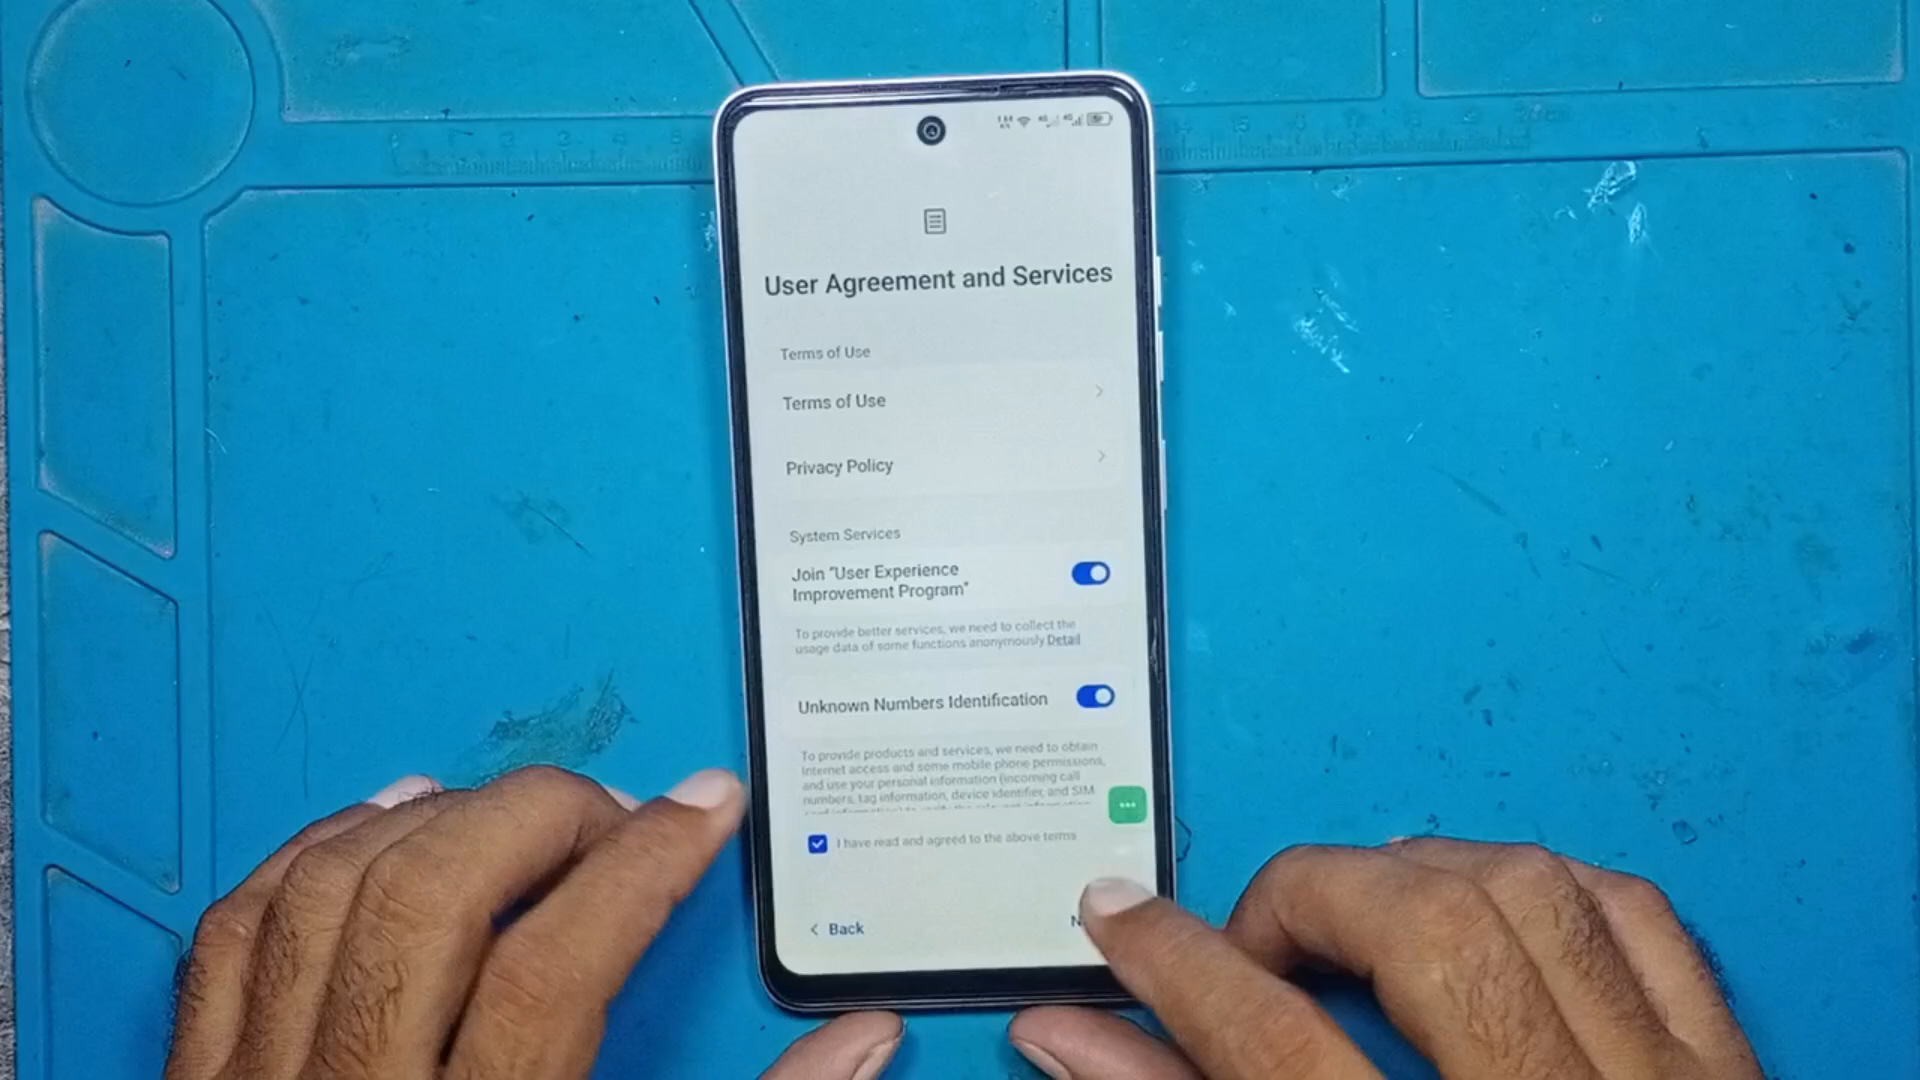 User Agreement and Services
Terms of Use
Terms of Use
Privacy Policy
System Services
Join "User Experience
Improvement Program"
To provide better services, we need to collect the
usage data of some functions anonymously Detail
Unknown Numbers Identification
To provide products and services, we need to obtain
Internet access and some mobile phone permissions,
and use your personal information (incoming call
numbers, tag information, device identifier, and SIM
I have read and agreed to the above terms
Back